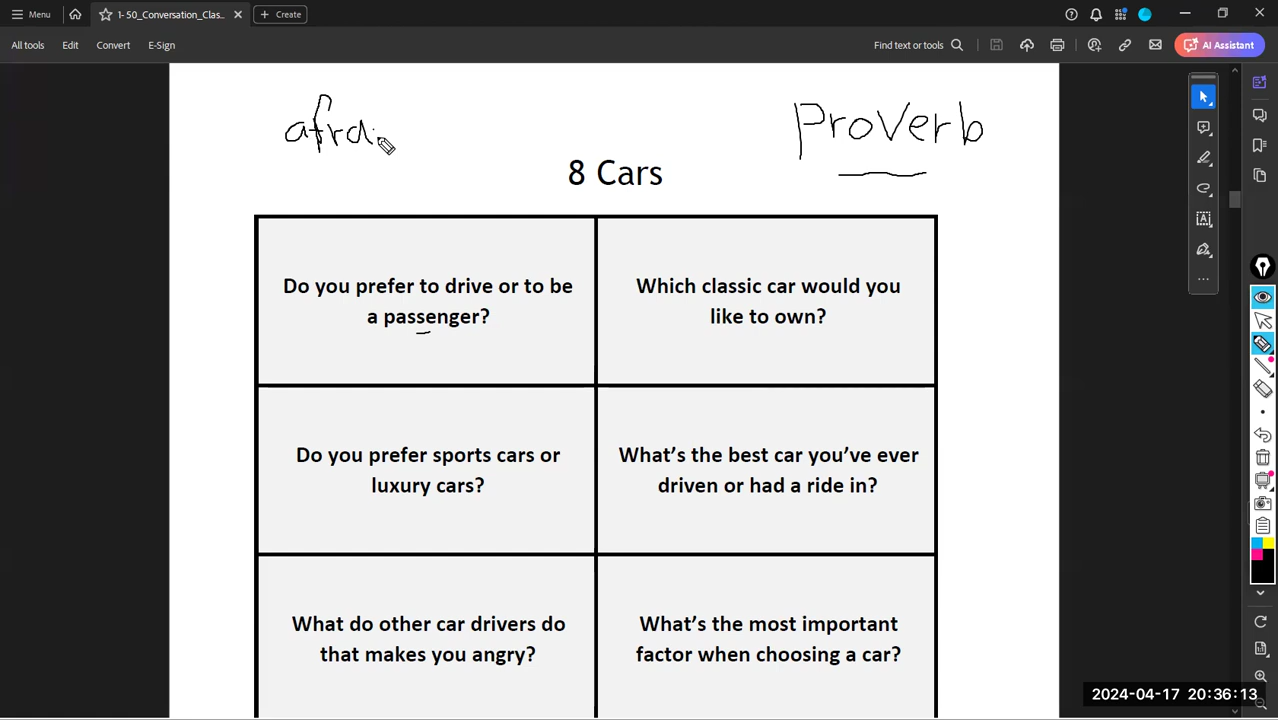 Menu
1- 50_Conversation_Clas...
Create
All tools
Edit
Convert
E-Sign
Find text or tools
AI Assistant
Proverb
8 Cars
Do you prefer to drive or to be
a passenger?
Which classic car would you
like to own?
Do you prefer sports cars or
luxury cars?
What's the best car you've ever
driven or had a ride in?
What do other car drivers do
that makes you angry?
What's the most important
factor when choosing a car?
2024-04-17 20:36:13